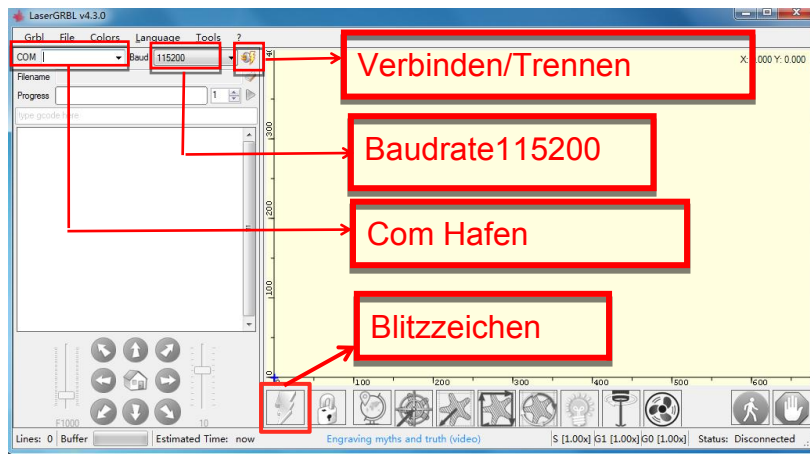 LaserGRBL v4.3.0
Grbl File Colors Language Tools ?
COM Baud 115200
Filename
Progress 1
type gcode here
Verbinden/Trennen
X: 0.000 Y: 0.000
Baudrate115200
Com Hafen
Blitzzeichen
300
200
100
0
100 200 300 400 500 600
F1000 10
Lines: 0 Buffer Estimated Time: now Engraving myths and truth (video) S [1.00x] G1 [1.00x] G0 [1.00x] Status: Disconnected